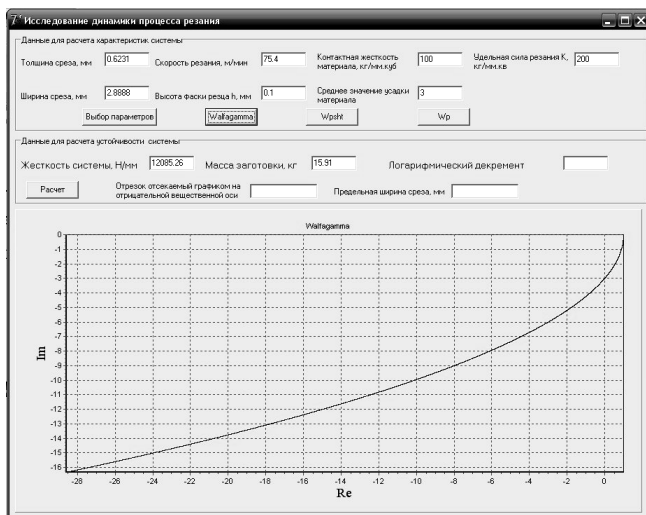 Исследование динамики процесса резания
Данные для расчета характеристик системы
Толщина среза, мм 0.6231 Скорость резания, м/мин 75.4 Контактная жесткость материала, кг/мм.куб 100 Удельная сила резания K, кг/мм.кв 200
Ширина среза, мм 2.8888 Высота фаски резца h, мм 0.1 Среднее значение усадки материала 3
Выбор параметров Walfagamma Wpsht Wp
Данные для расчета устойчивости системы
Жесткость системы, Н/мм 12085.26 Масса заготовки, кг 15.91 Логарифмический декремент
Расчет Отрезок отсекаемый графиком на отрицательной вещественной оси Предельная ширина среза, мм
Walfagamma
0
-1
-2
-3
-4
-5
-6
-7
-8
-9
-10
-11
-12
-13
-14
-15
-16
Im
-28 -26 -24 -22 -20 -18 -16 -14 -12 -10 -8 -6 -4 -2 0
Re